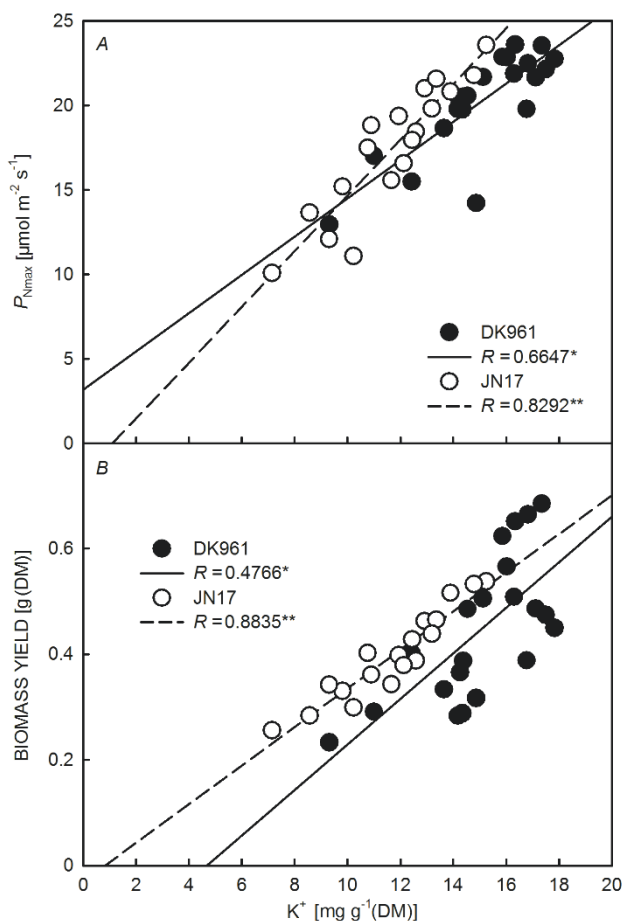 A
25
20
15
10
5
0
P_Nmax [µmol m⁻² s⁻¹]
DK961
R = 0.6647*
JN17
R = 0.8292**
B
0.6
0.4
0.2
0
BIOMASS YIELD [g(DM)]
DK961
R = 0.4766*
JN17
R = 0.8835**
0 2 4 6 8 10 12 14 16 18 20
K⁺ [mg g⁻¹(DM)]